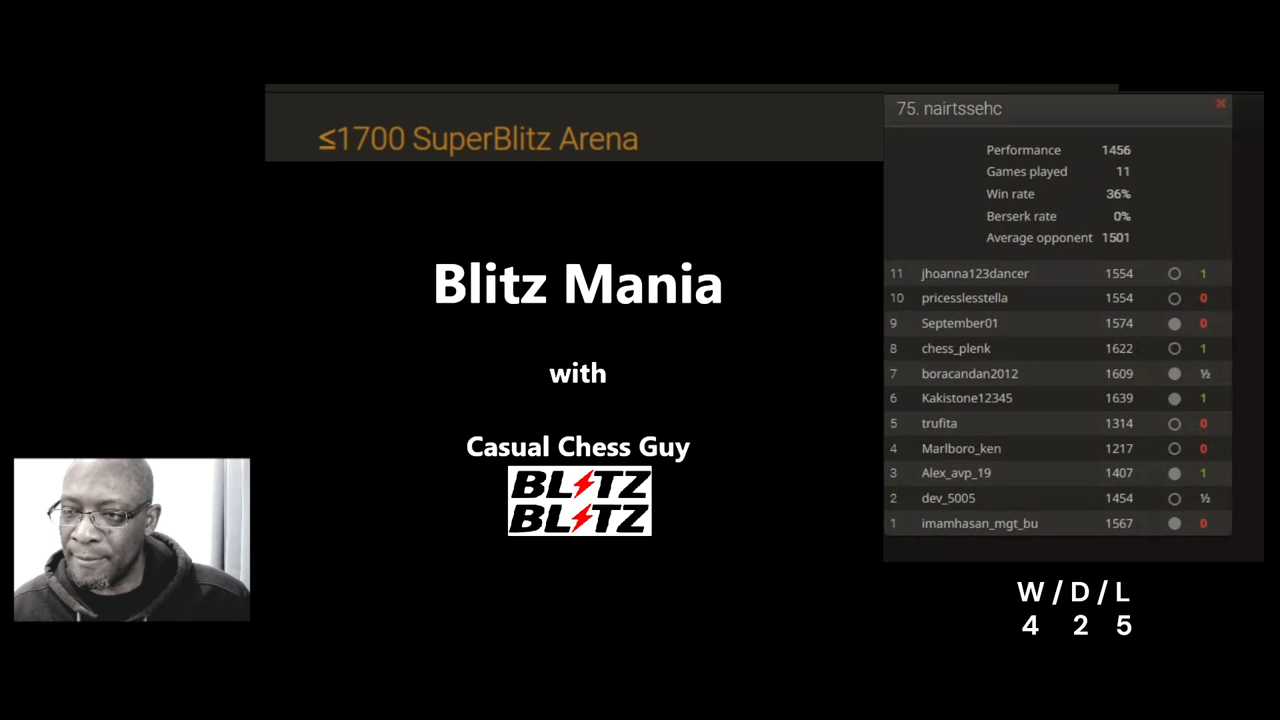 ≤1700 SuperBlitz Arena
Blitz Mania
with
Casual Chess Guy
BLITZ
BLITZ
75. nairtssehc
Performance 1456
Games played 11
Win rate 36%
Berserk rate 0%
Average opponent 1501
11 jhoanna123dancer 1554 1
10 pricesslesstella 1554 0
9 September01 1574 0
8 chess_plenk 1622 1
7 boracandan2012 1609 ½
6 Kakistone12345 1639 1
5 trufita 1314 0
4 Marlboro_ken 1217 0
3 Alex_avp_19 1407 1
2 dev_5005 1454 ½
1 imamhasan_mgt_bu 1567 0
W / D / L
4 2 5